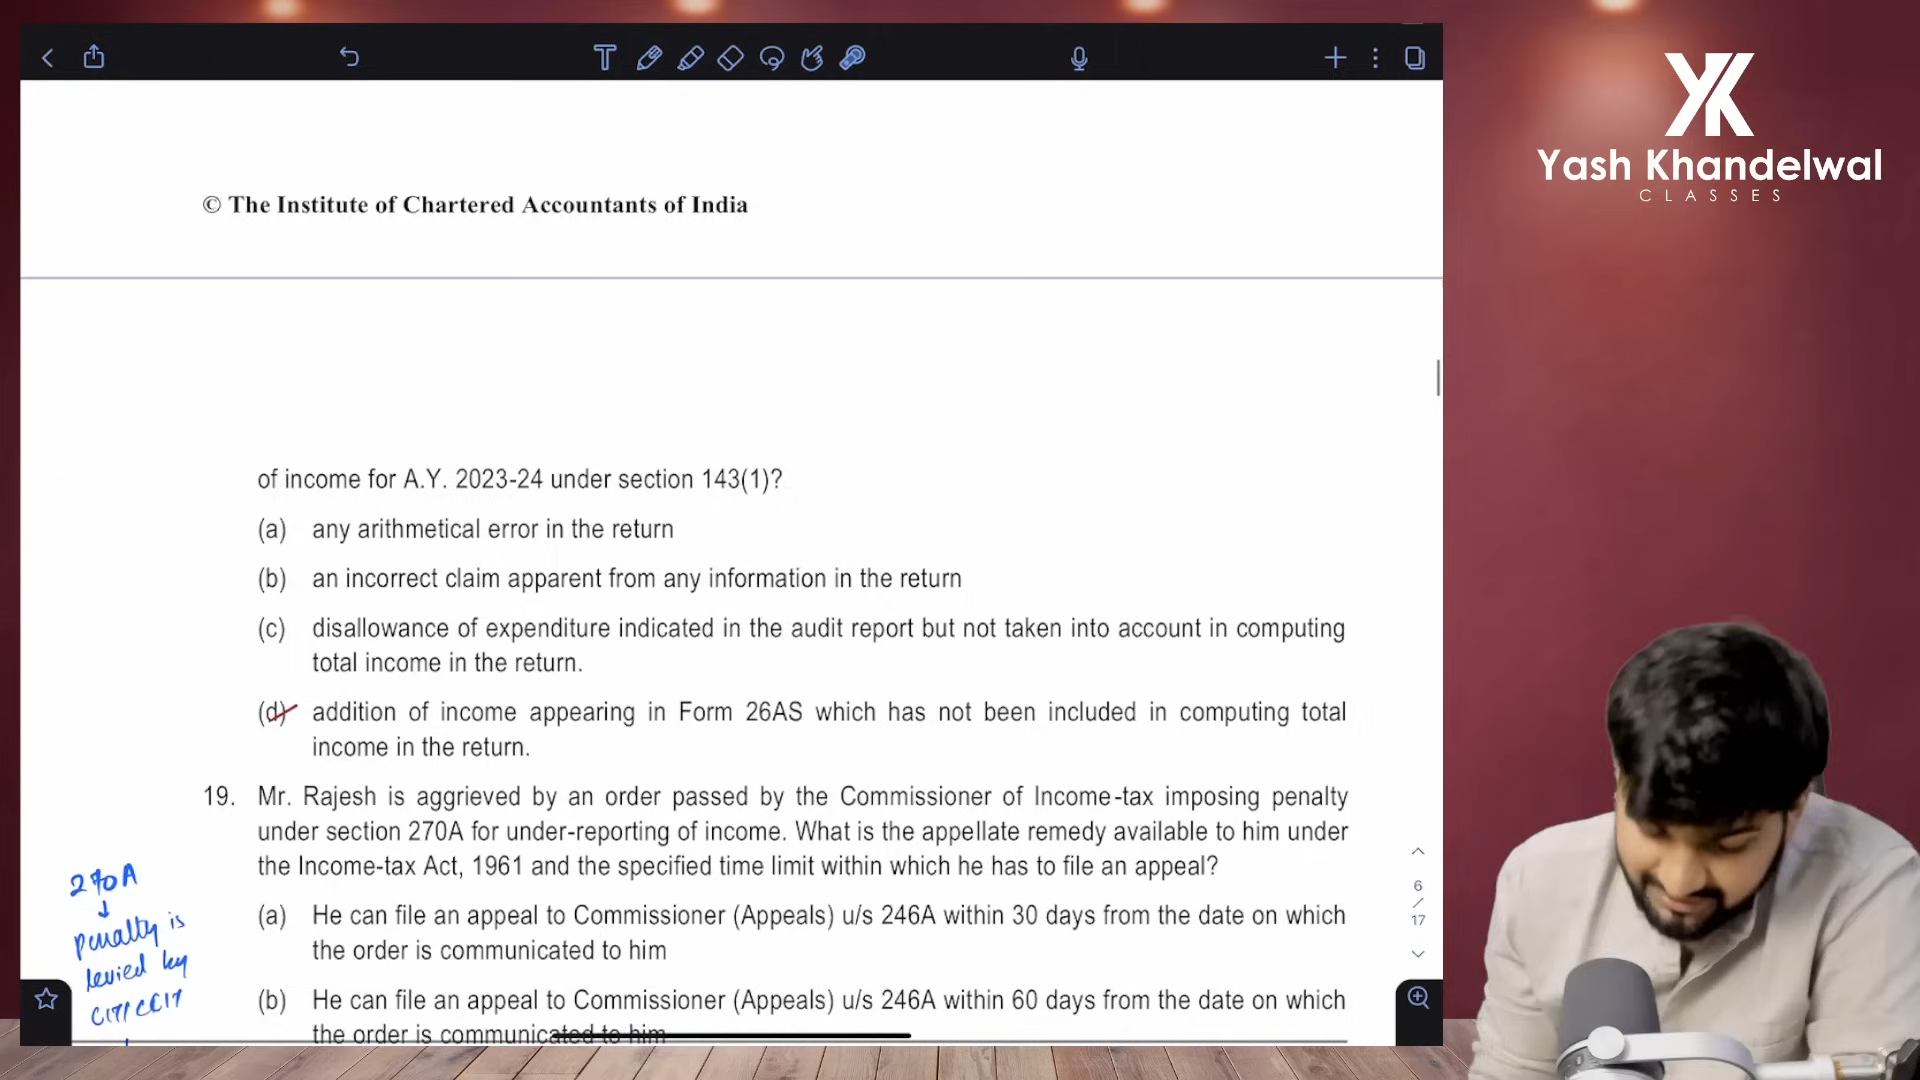 YK
Yash Khandelwal
CLASSES
© The Institute of Chartered Accountants of India
of income for A.Y. 2023-24 under section 143(1)?
(a) any arithmetical error in the return
(b) an incorrect claim apparent from any information in the return
(c) disallowance of expenditure indicated in the audit report but not taken into account in computing
total income in the return.
(d) addition of income appearing in Form 26AS which has not been included in computing total
income in the return.
19. Mr. Rajesh is aggrieved by an order passed by the Commissioner of Income-tax imposing penalty
under section 270A for under-reporting of income. What is the appellate remedy available to him under
the Income-tax Act, 1961 and the specified time limit within which he has to file an appeal?
(a) He can file an appeal to Commissioner (Appeals) u/s 246A within 30 days from the date on which
the order is communicated to him
(b) He can file an appeal to Commissioner (Appeals) u/s 246A within 60 days from the date on which
the order is communicated to him
270A
penalty is
levied by
CIT/CCIT
6
/
17